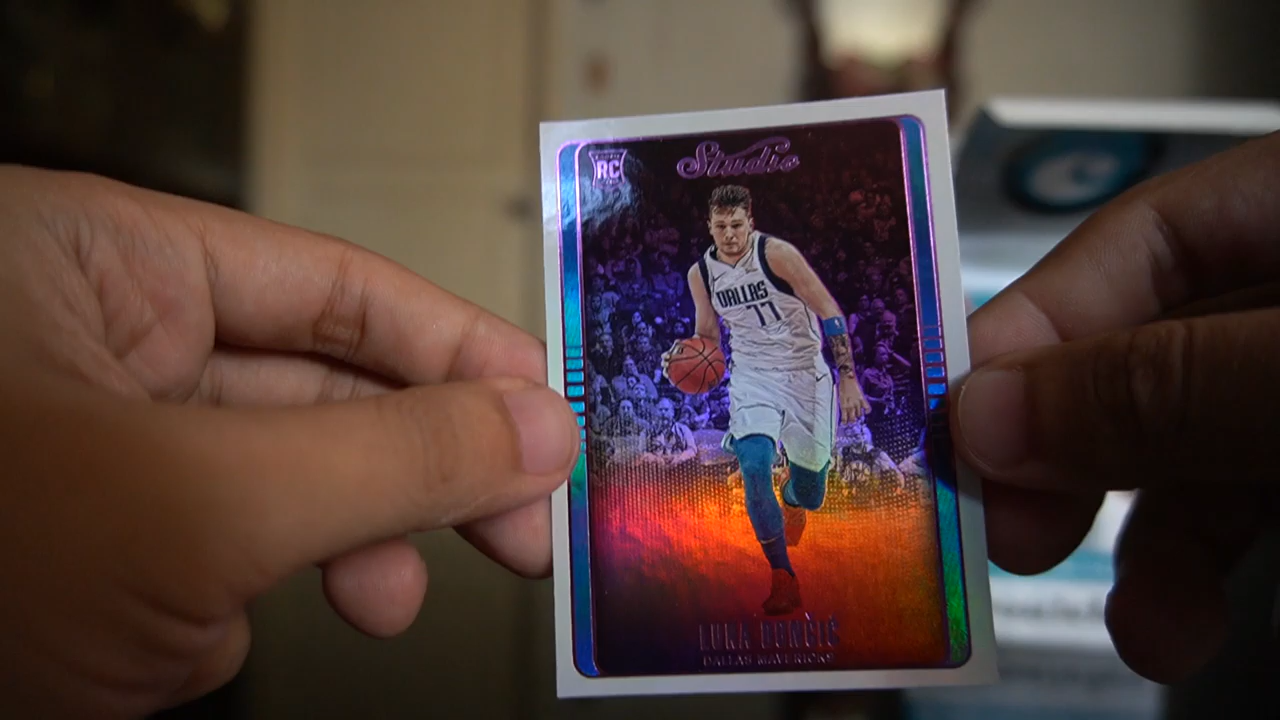 RC
Studio
DALLAS
77
LUKA DONČIĆ
DALLAS MAVERICKS